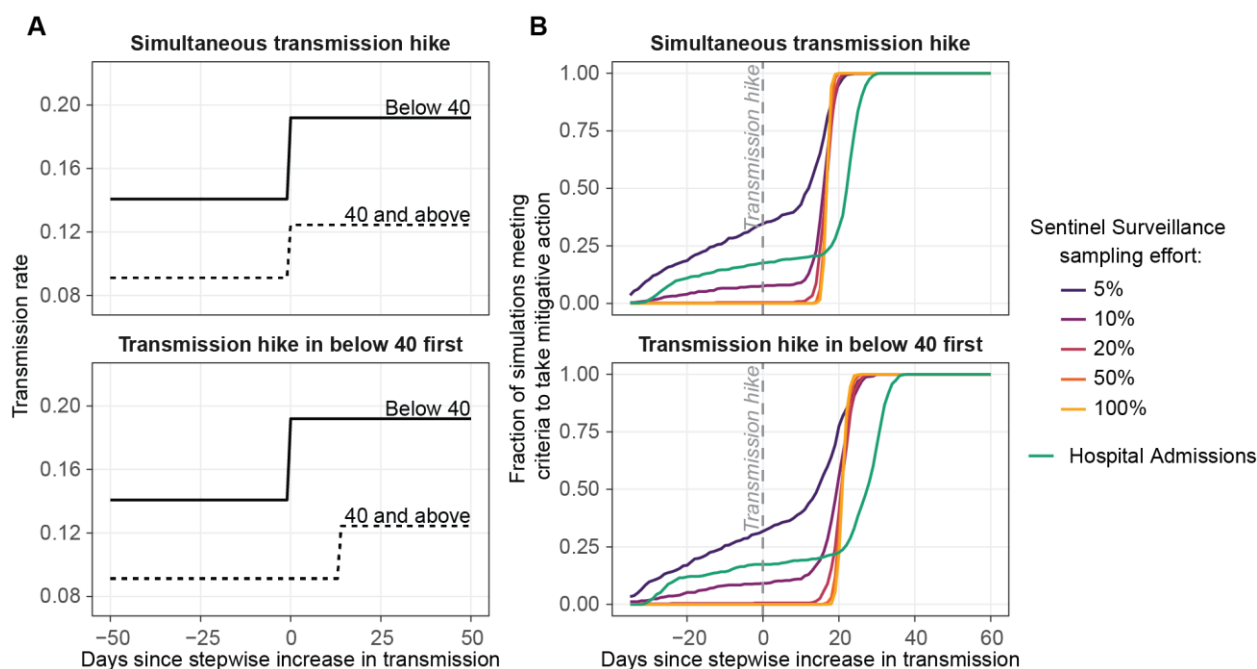 A
Simultaneous transmission hike
0.20
0.16
0.12
0.08
Below 40
40 and above
Transmission hike in below 40 first
0.20
0.16
0.12
0.08
Below 40
40 and above
−50
−25
0
25
50
Transmission rate
Days since stepwise increase in transmission
B
Simultaneous transmission hike
1.00
0.75
0.50
0.25
0.00
Transmission hike
Transmission hike in below 40 first
1.00
0.75
0.50
0.25
0.00
Transmission hike
−20
0
20
40
60
Fraction of simulations meeting
criteria to take mitigative action
Days since stepwise increase in transmission
Sentinel Surveillance
sampling effort:
5%
10%
20%
50%
100%
Hospital Admissions